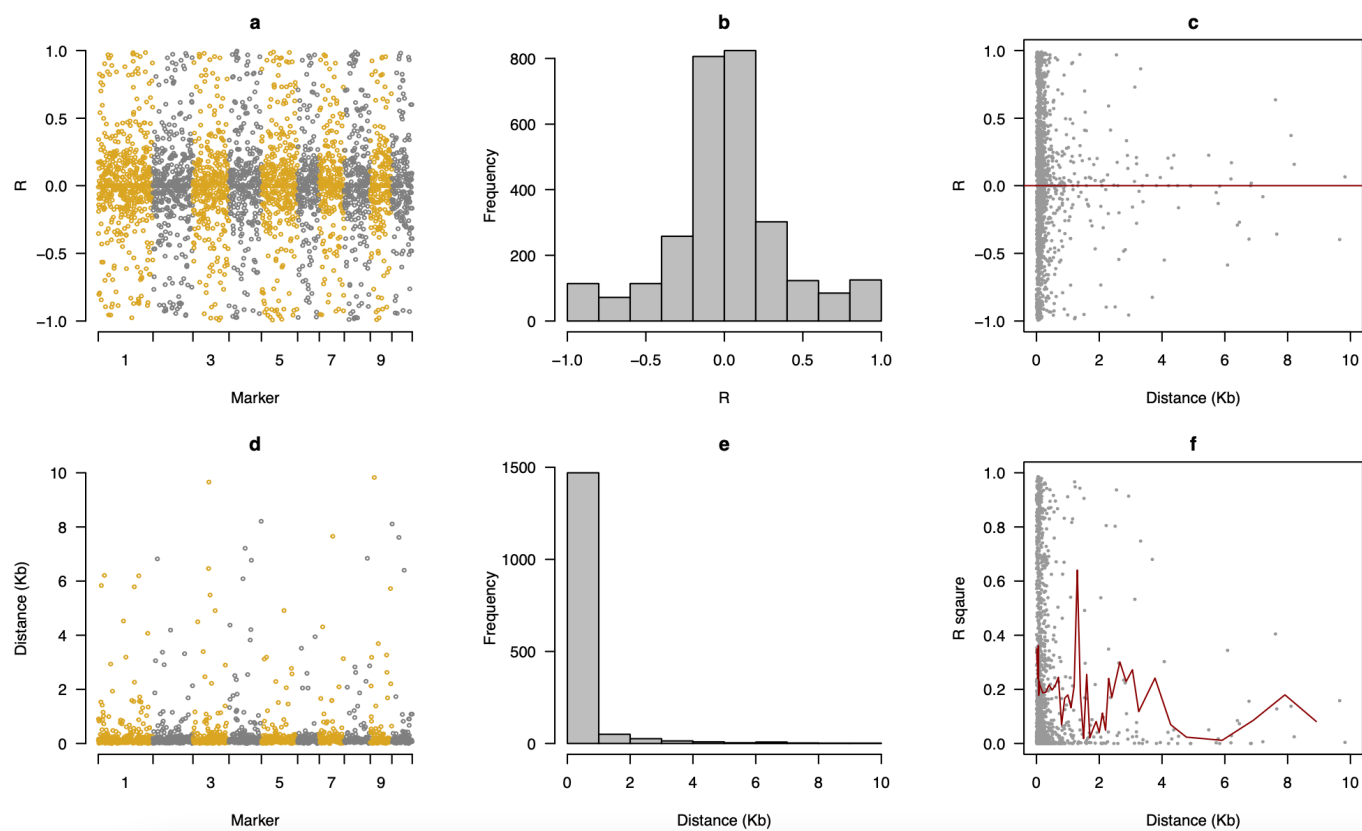 a
1.0
0.5
0.0
−0.5
−1.0
R
1 3 5 7 9
Marker
b
800
600
400
200
0
Frequency
−1.0 −0.5 0.0 0.5 1.0
R
c
1.0
0.5
0.0
−0.5
−1.0
R
0 2 4 6 8 10
Distance (Kb)
d
10
8
6
4
2
0
Distance (Kb)
1 3 5 7 9
Marker
e
1500
1000
500
0
Frequency
0 2 4 6 8 10
Distance (Kb)
f
1.0
0.8
0.6
0.4
0.2
0.0
R sqaure
0 2 4 6 8 10
Distance (Kb)